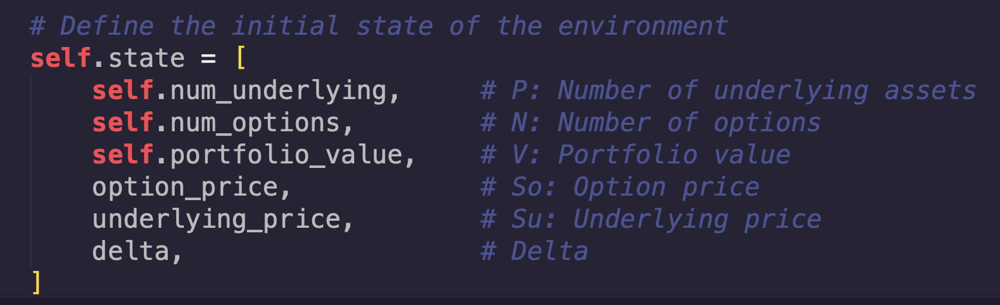 # Define the initial state of the environment
self.state = [
    self.num_underlying,     # P: Number of underlying assets
    self.num_options,        # N: Number of options
    self.portfolio_value,    # V: Portfolio value
    option_price,            # So: Option price
    underlying_price,        # Su: Underlying price
    delta,                   # Delta
]